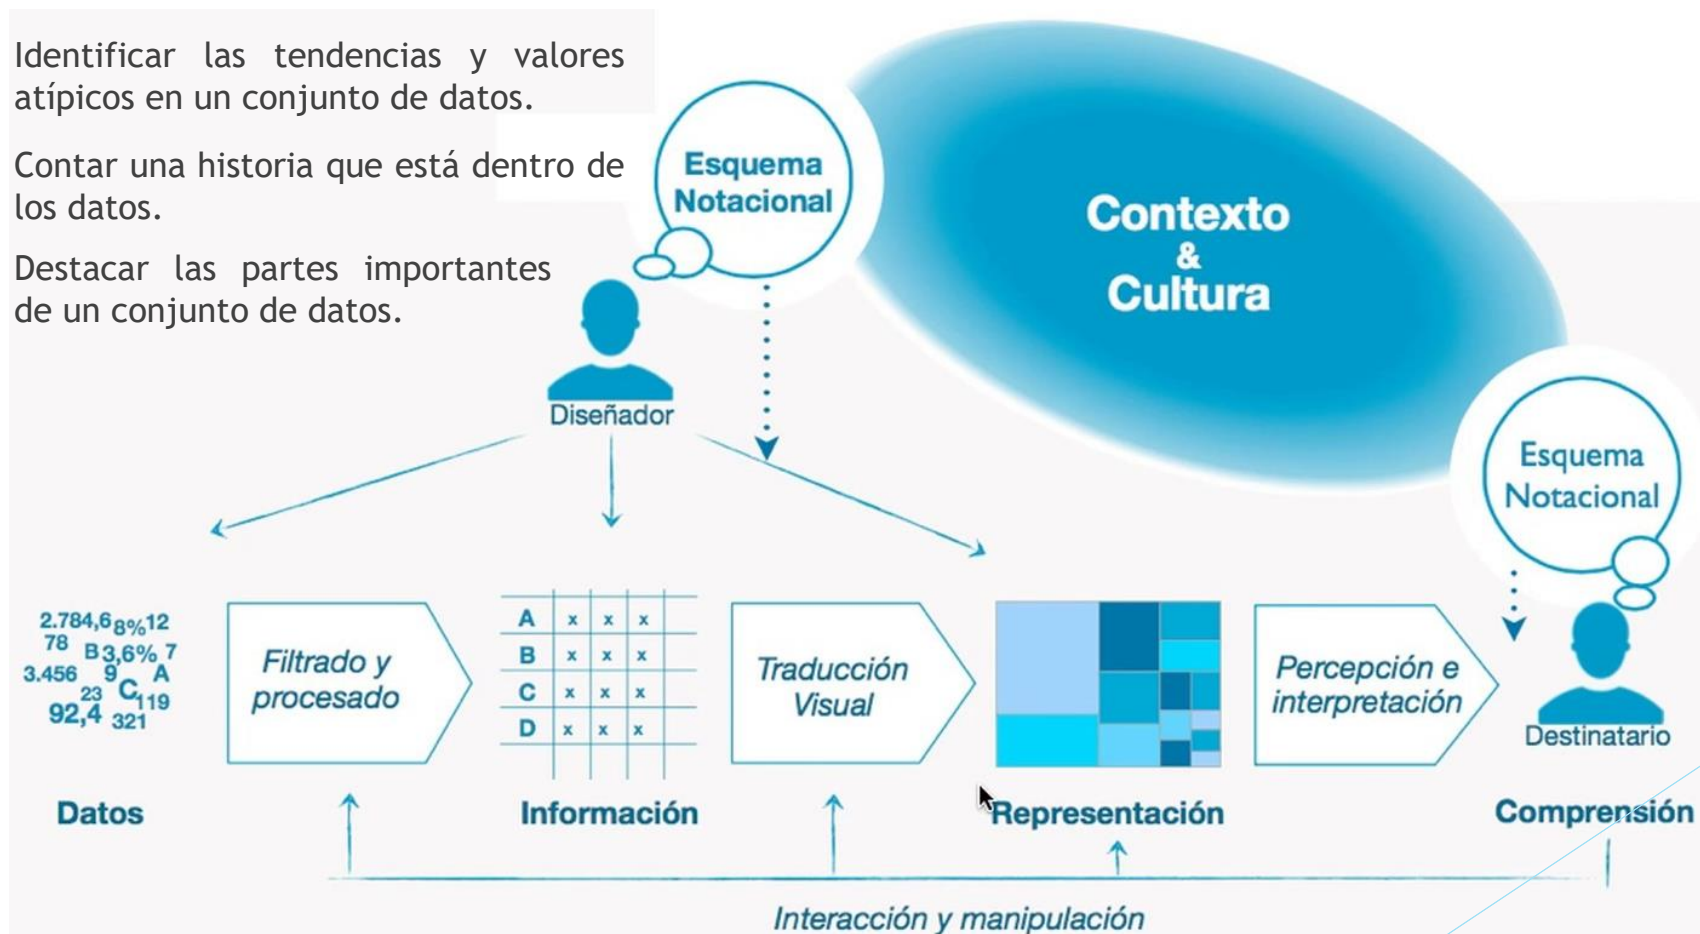 Identificar las tendencias y valores
atípicos en un conjunto de datos.
Contar una historia que está dentro de
los datos.
Destacar las partes importantes
de un conjunto de datos.
Esquema
Notacional
Contexto
&
Cultura
Diseñador
Esquema
Notacional
2.784,6 8% 12
78 B 3,6% 7
3.456 9 A
23 C 119
92,4 321
Filtrado y
procesado
A x x x
B x x x
C x x x
D x x x
Traducción
Visual
Percepción e
interpretación
Destinatario
Datos
Información
Representación
Comprensión
Interacción y manipulación